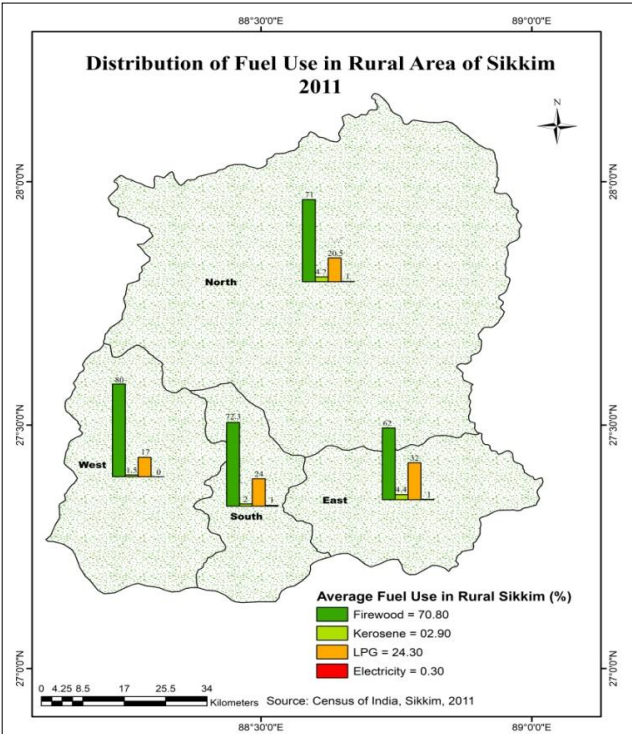 88°30'0"E
89°0'0"E
Distribution of Fuel Use in Rural Area of Sikkim
2011
N
28°0'0"N
28°0'0"N
71
4.2
20.5
1
North
27°30'0"N
27°30'0"N
80
1.5
17
0
West
72.3
2
24
1
South
62
4.4
32
1
East
Average Fuel Use in Rural Sikkim (%)
Firewood = 70.80
Kerosene = 02.90
LPG = 24.30
Electricity = 0.30
27°0'0"N
27°0'0"N
0 4.25 8.5 17 25.5 34
Kilometers
Source: Census of India, Sikkim, 2011
88°30'0"E
89°0'0"E